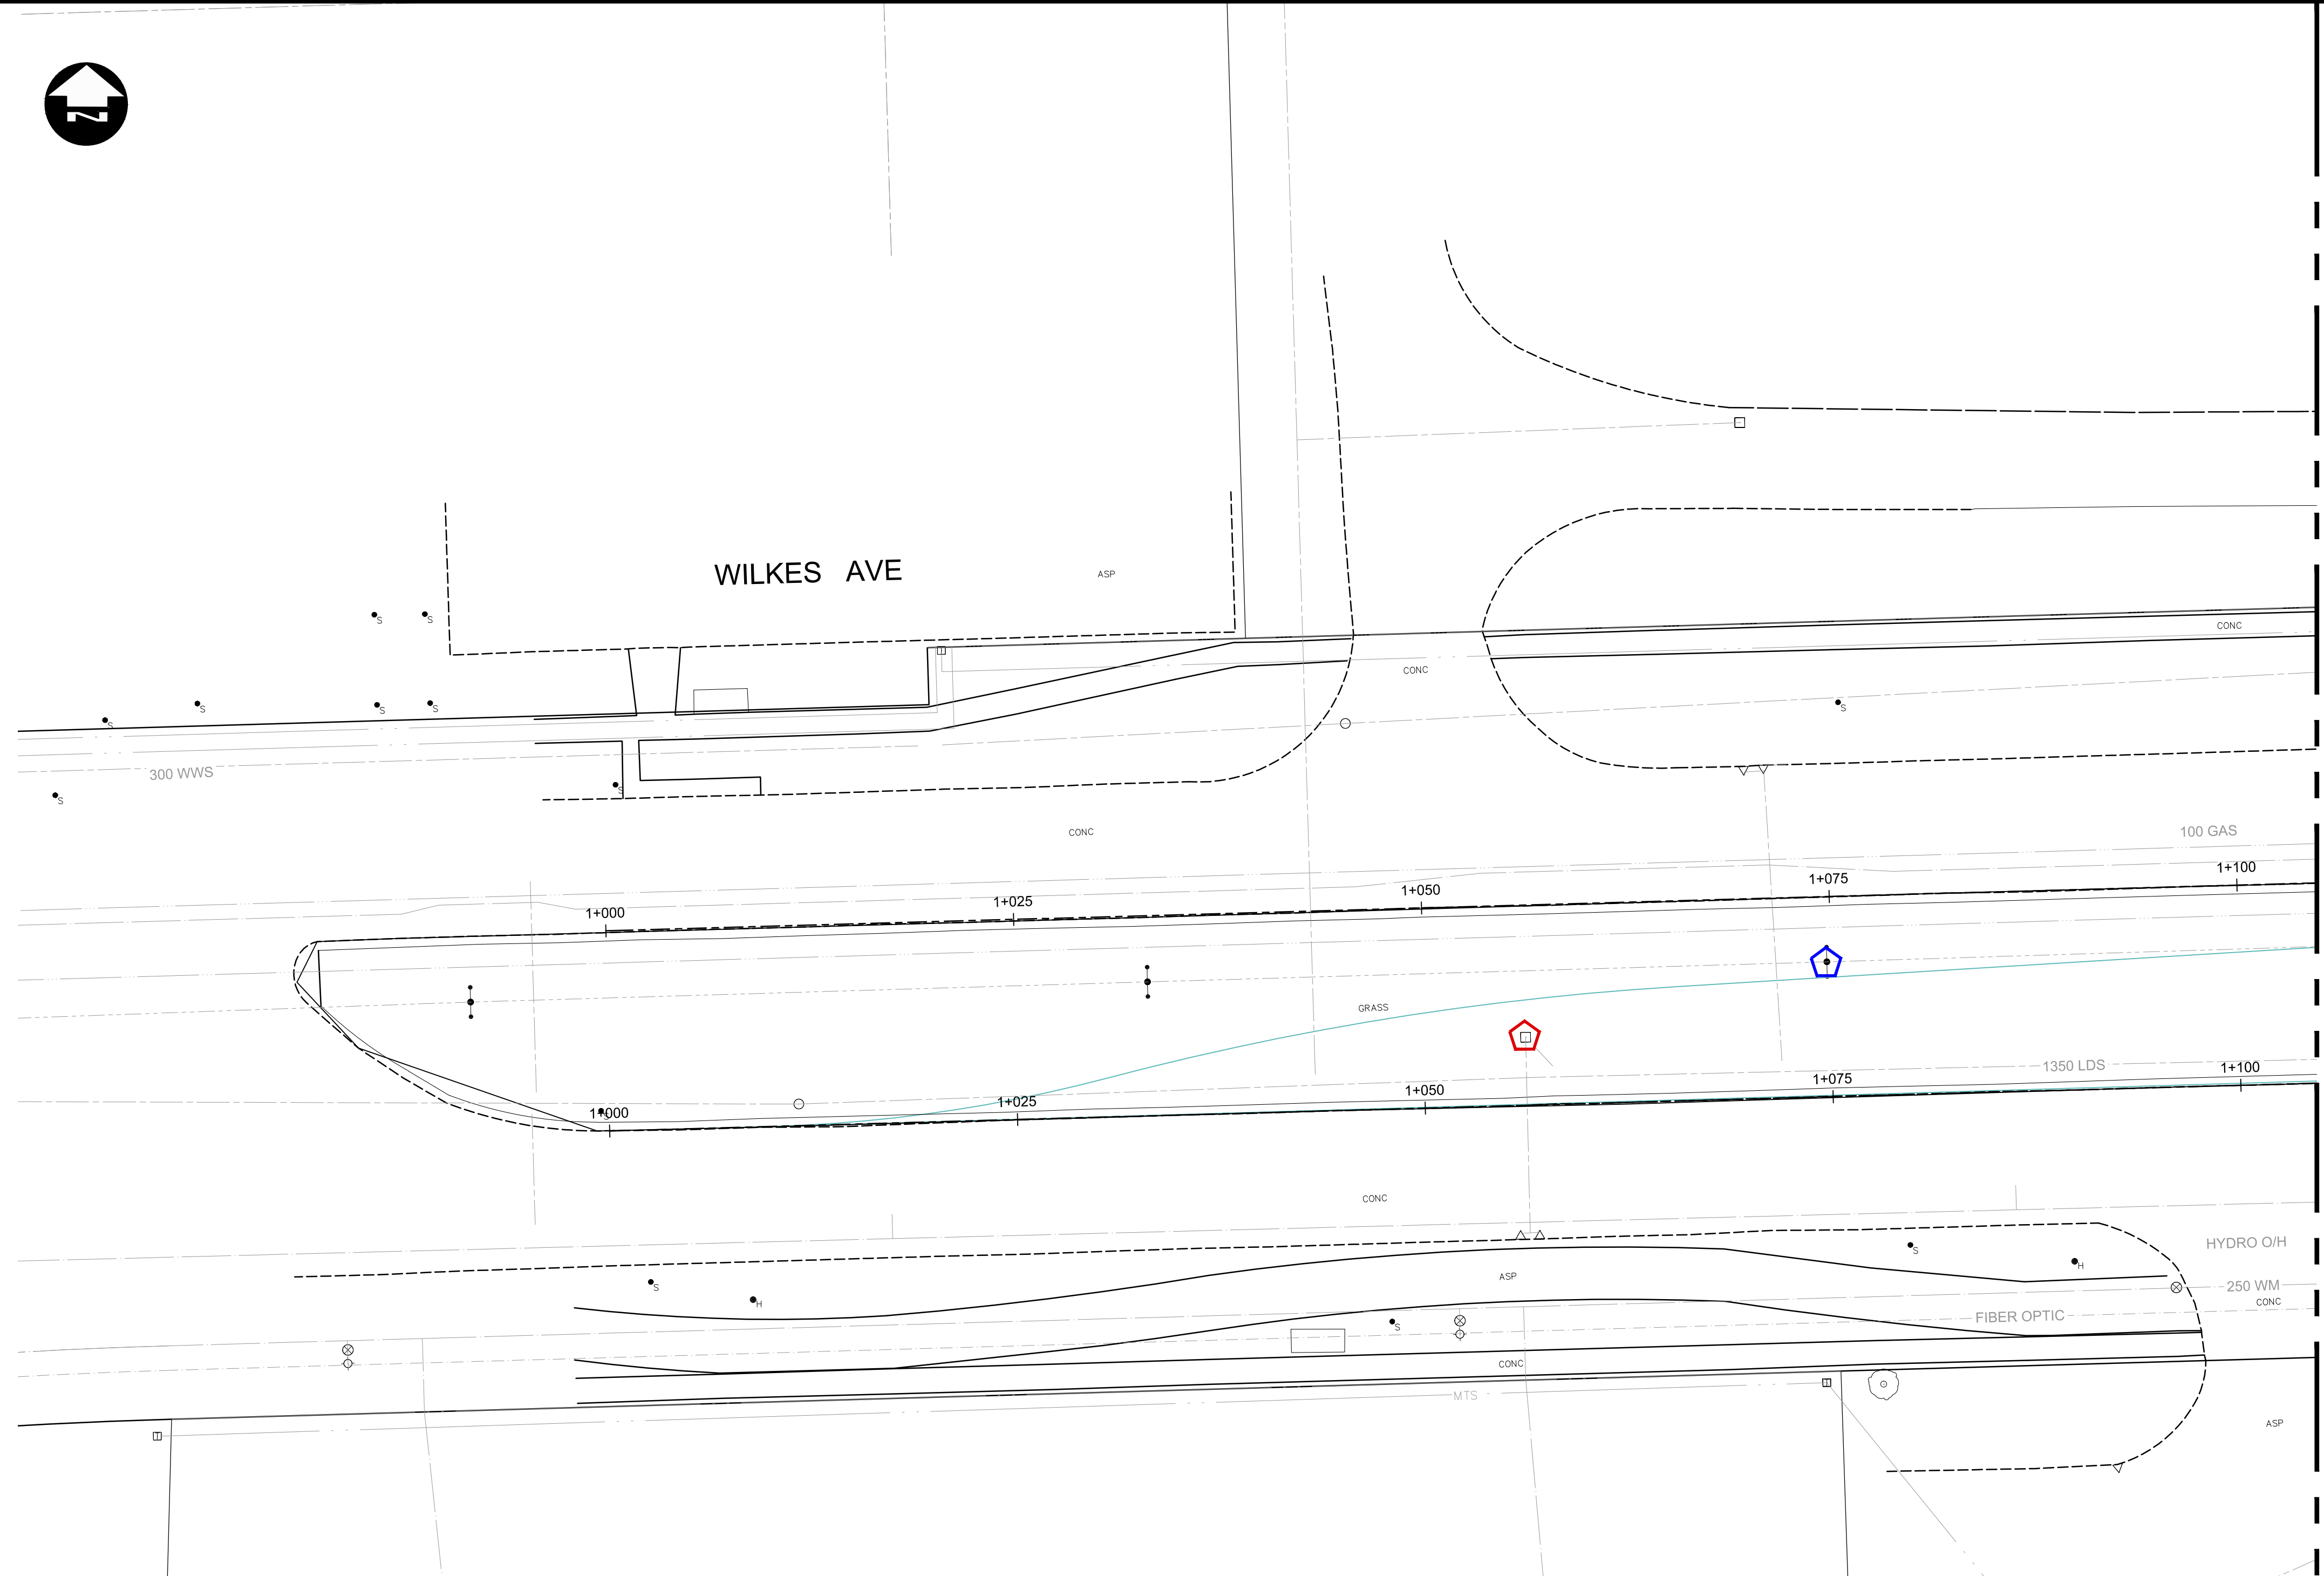 N
WILKES AVE
ASP
S
S
CONC
CONC
S
S
S
S
S
300 WWS
S
S
CONC
100 GAS
1+000
1+025
1+050
1+075
1+100
GRASS
1350 LDS
1+000
1+025
1+050
1+075
1+100
S
CONC
HYDRO O/H
S
H
S
H
ASP
250 WM
CONC
FIBER OPTIC
S
CONC
MTS
ASP
T
T
T